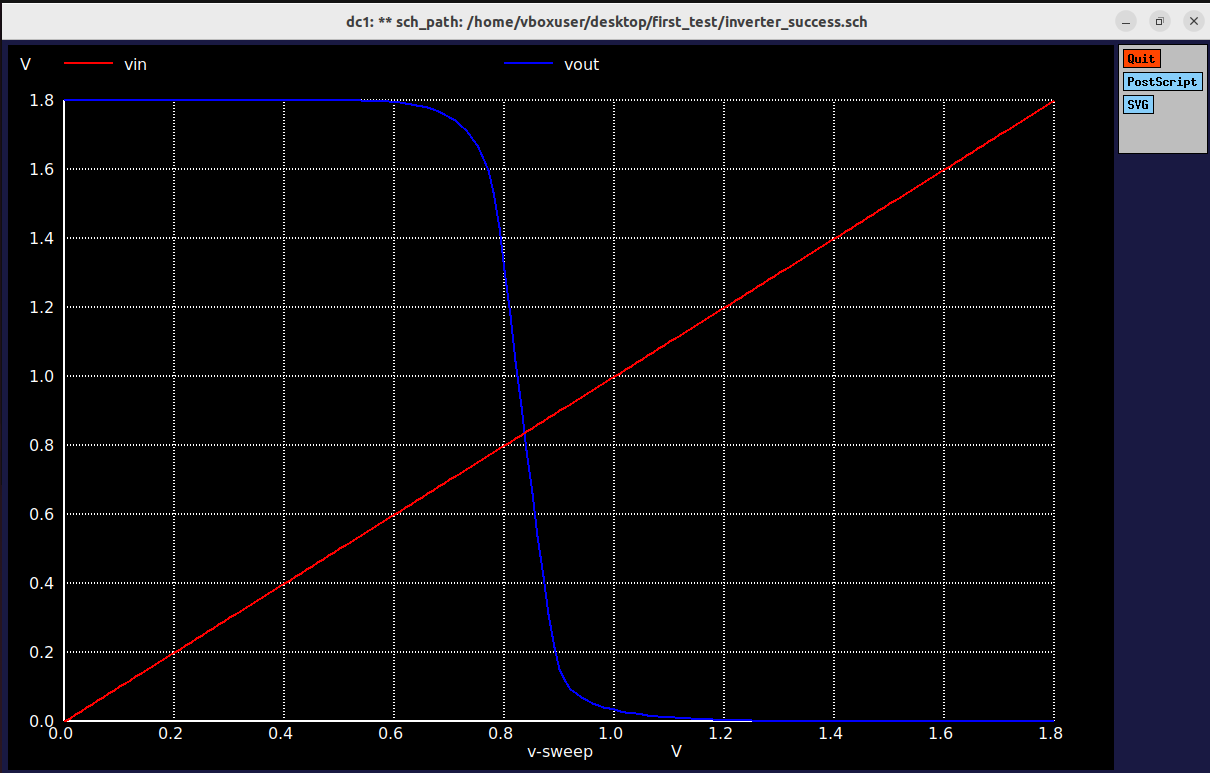 dc1: ** sch_path: /home/vboxuser/desktop/first_test/inverter_success.sch
V vin vout
Quit
PostScript
SVG
1.8
1.6
1.4
1.2
1.0
0.8
0.6
0.4
0.2
0.0
0.0 0.2 0.4 0.6 0.8 1.0 1.2 1.4 1.6 1.8
v-sweep V